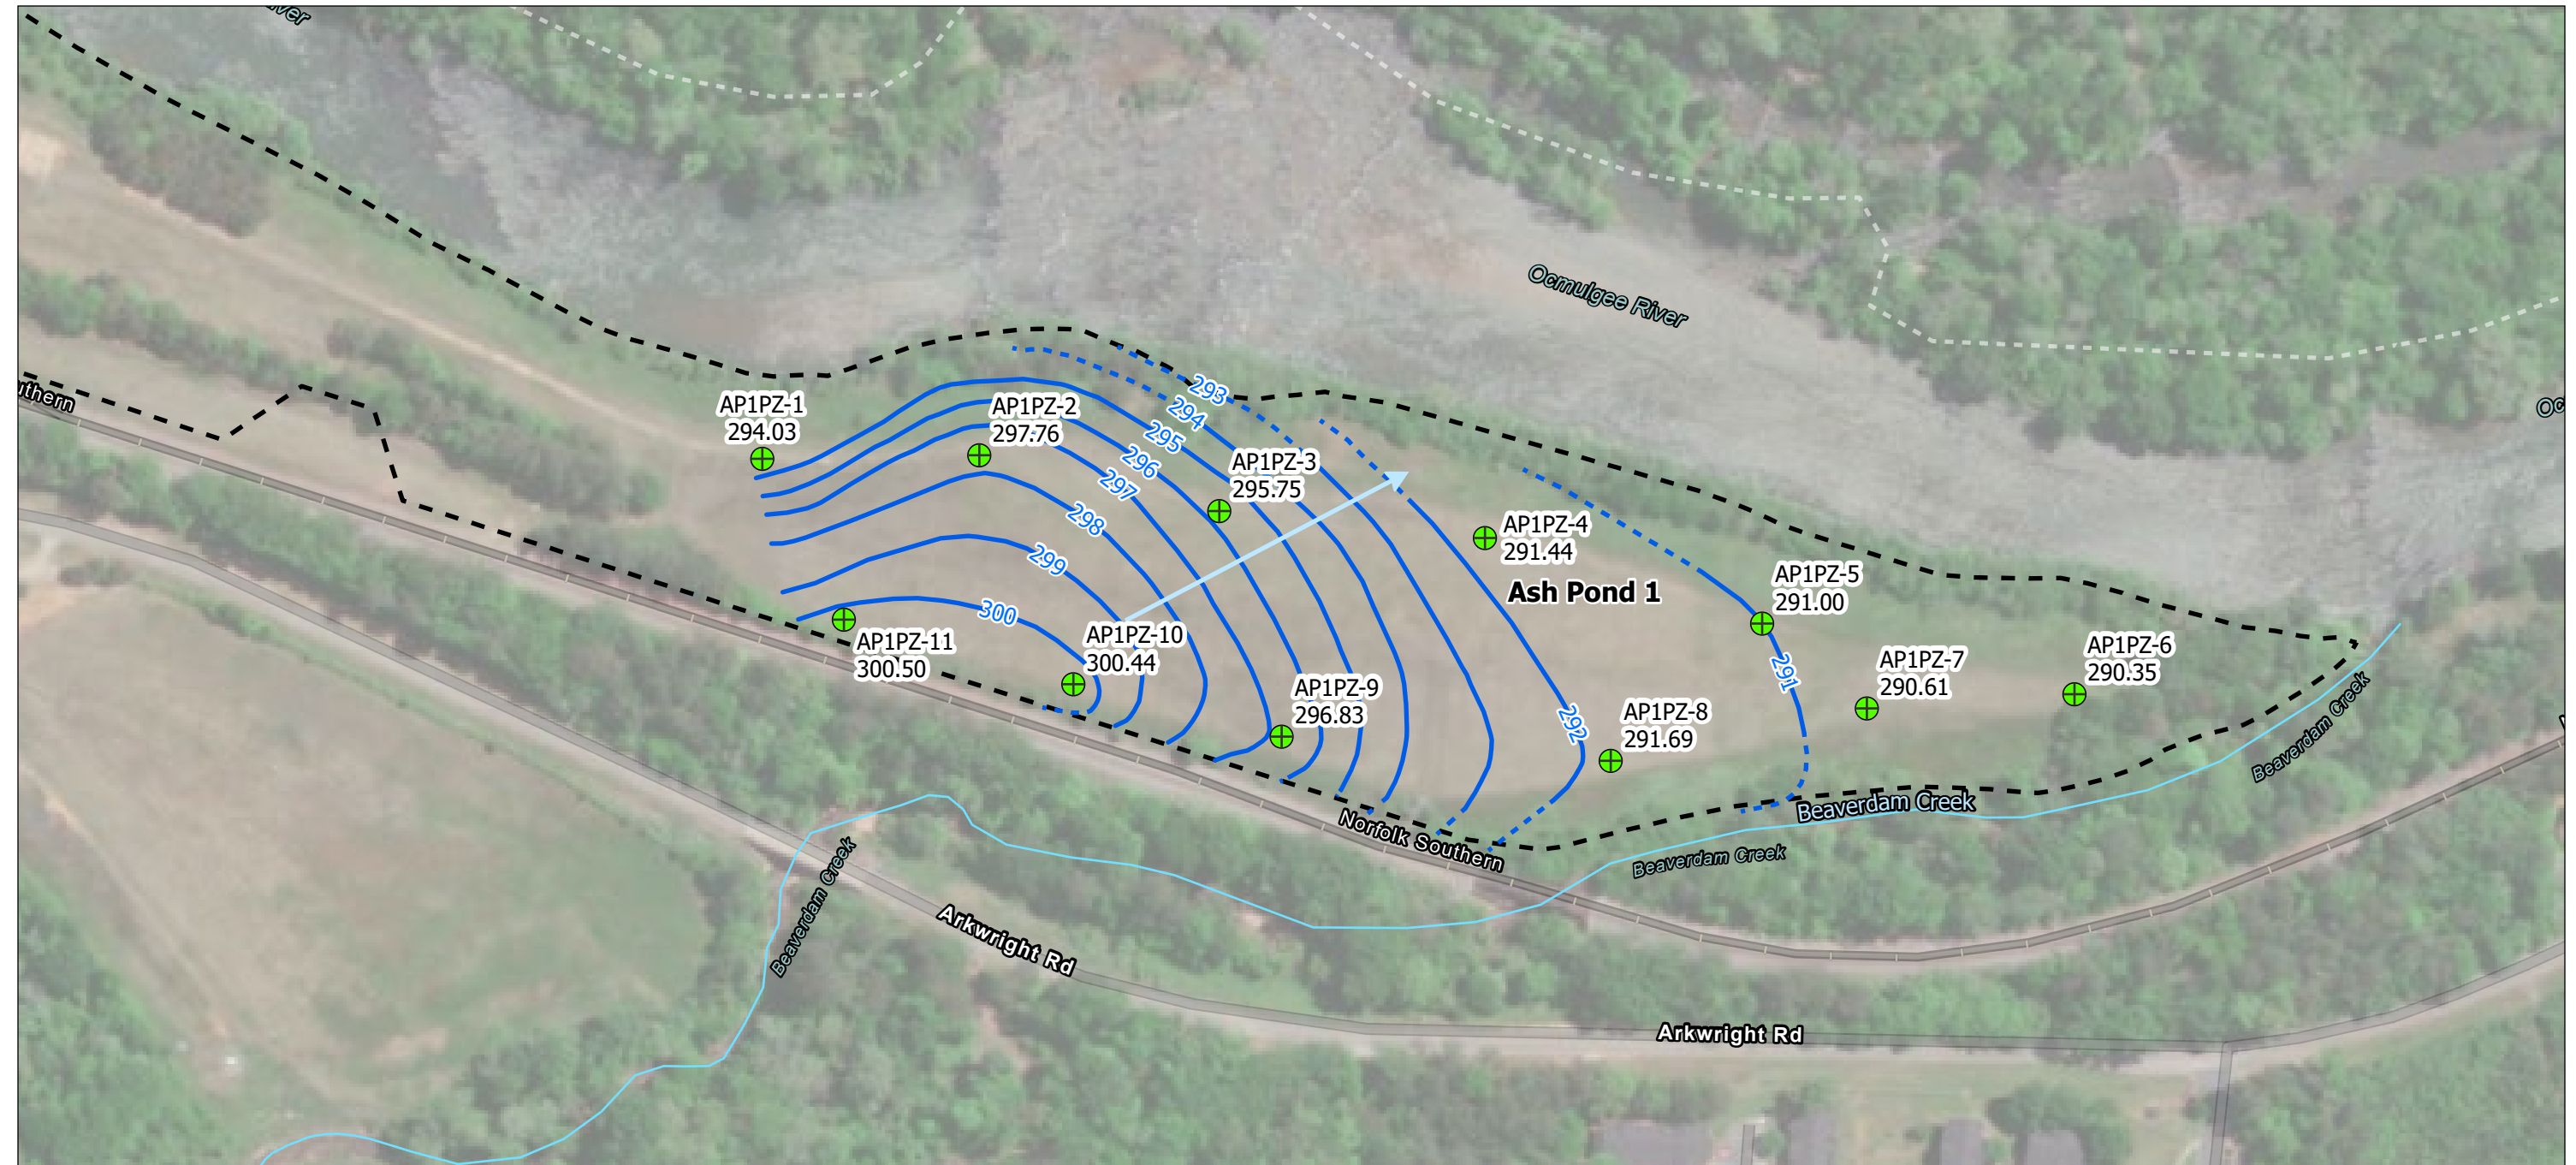 iver
Ocmulgee River
Oc
uthern
AP1PZ-1
294.03
AP1PZ-2
297.76
293
294
295
296
297
298
299
300
AP1PZ-3
295.75
AP1PZ-4
291.44
Ash Pond 1
AP1PZ-5
291.00
AP1PZ-11
300.50
AP1PZ-10
300.44
AP1PZ-9
296.83
292
AP1PZ-8
291.69
291
AP1PZ-7
290.61
AP1PZ-6
290.35
Beaverdam Creek
Beaverdam Creek
Norfolk Southern
Beaverdam Creek
Beaverdam Creek
Arkwright Rd
Arkwright Rd